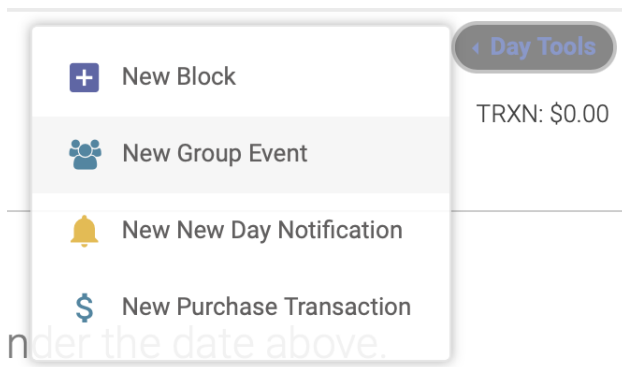 Day Tools
New Block
TRXN: $0.00
New Group Event
New New Day Notification
New Purchase Transaction
nder the date above.